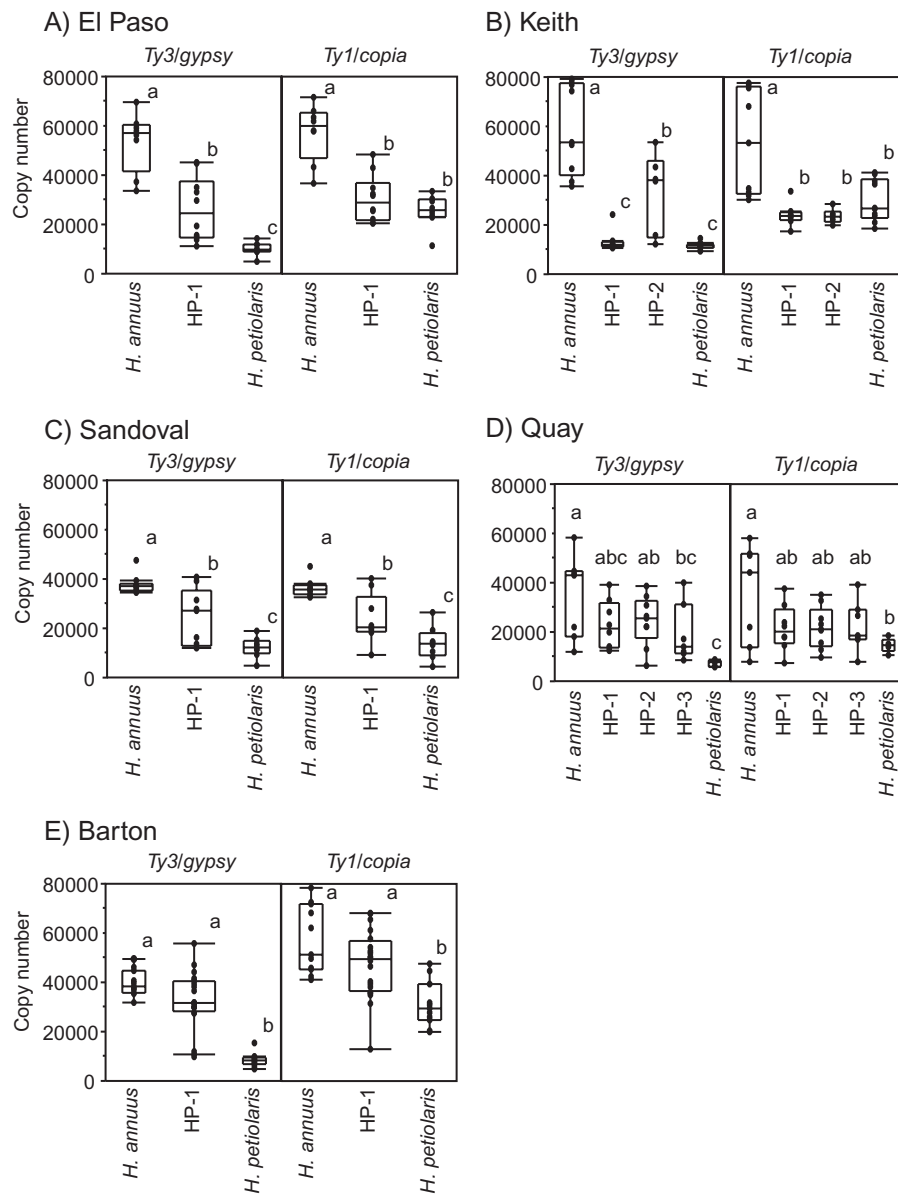 A) El Paso
Ty3/gypsy
Ty1/copia
Copy number
80000
60000
40000
20000
0
a
b
c
a
b
b
H. annuus
HP-1
H. petiolaris
H. annuus
HP-1
H. petiolaris
B) Keith
Ty3/gypsy
Ty1/copia
80000
60000
40000
20000
0
a
c
b
c
a
b
b
b
H. annuus
HP-1
HP-2
H. petiolaris
H. annuus
HP-1
HP-2
H. petiolaris
C) Sandoval
Ty3/gypsy
Ty1/copia
Copy number
80000
60000
40000
20000
0
a
b
c
a
b
c
H. annuus
HP-1
H. petiolaris
H. annuus
HP-1
H. petiolaris
D) Quay
Ty3/gypsy
Ty1/copia
80000
60000
40000
20000
0
a
abc
ab
bc
c
a
ab
ab
ab
b
H. annuus
HP-1
HP-2
HP-3
H. petiolaris
H. annuus
HP-1
HP-2
HP-3
H. petiolaris
E) Barton
Ty3/gypsy
Ty1/copia
Copy number
80000
60000
40000
20000
0
a
a
b
a
a
b
H. annuus
HP-1
H. petiolaris
H. annuus
HP-1
H. petiolaris